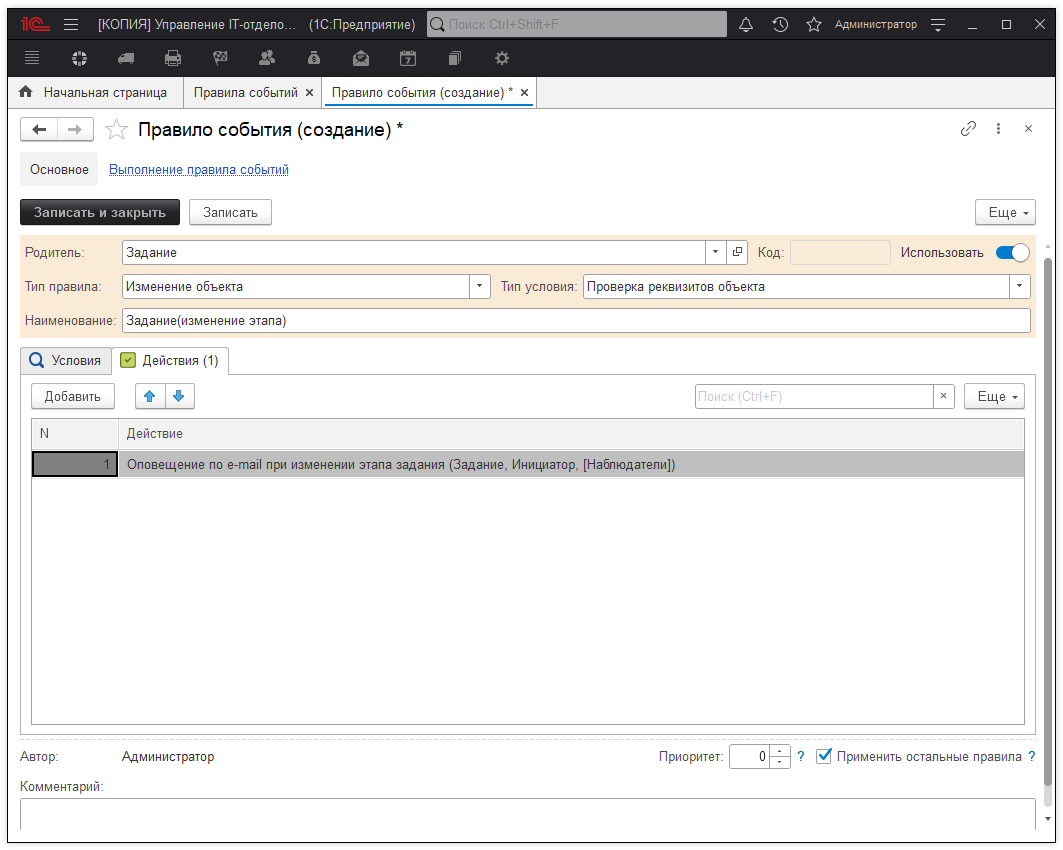 1С [КОПИЯ] Управление IT-отдело... (1С:Предприятие) Поиск Ctrl+Shift+F Администратор
7
Начальная страница Правила событий × Правило события (создание) * ×
Правило события (создание) *
Основное Выполнение правила событий
Записать и закрыть Записать Еще
Родитель: Задание Код: Использовать
Тип правила: Изменение объекта Тип условия: Проверка реквизитов объекта
Наименование: Задание(изменение этапа)
Условия Действия (1)
Добавить Поиск (Ctrl+F) × Еще
N Действие
1 Оповещение по e-mail при изменении этапа задания (Задание, Инициатор, [Наблюдатели])
Автор: Администратор Приоритет: 0 ? Применить остальные правила ?
Комментарий: